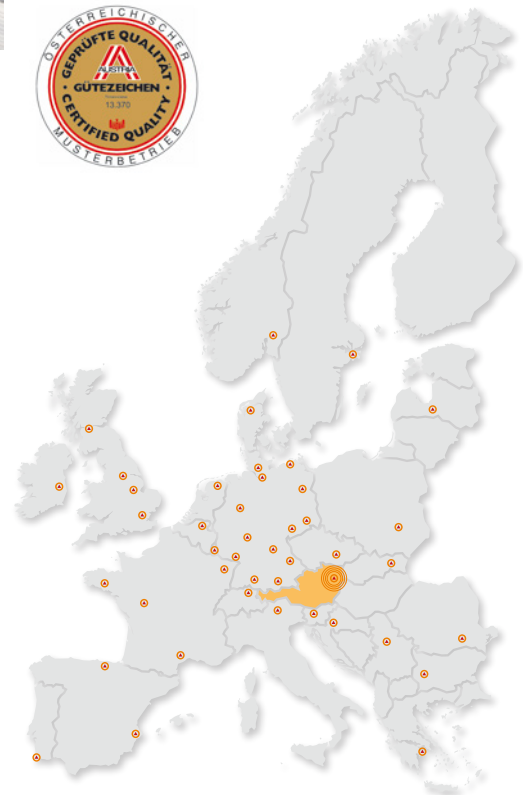 ÖSTERREICHISCHER
GEPRÜFTE QUALITÄT
AUSTRIA
GÜTEZEICHEN
13.370
CERTIFIED QUALITY
MUSTERBETRIEB